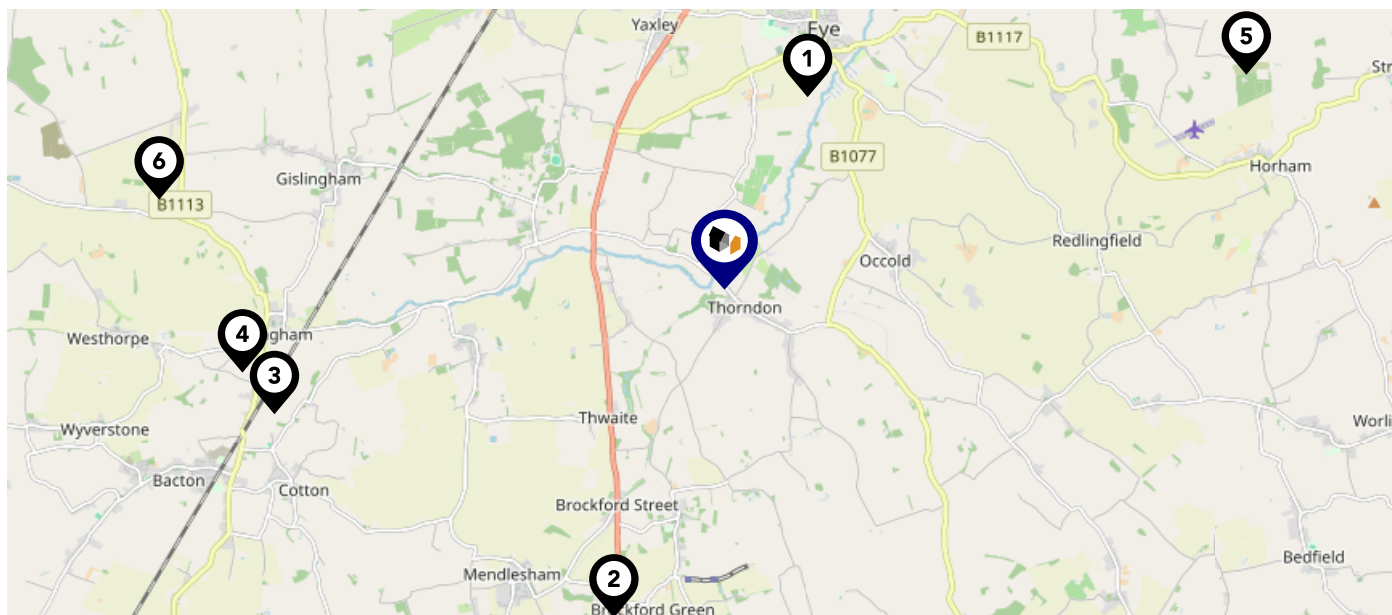 Yaxley
Eye
1
B1117
5
Str
6
B1077
Gislingham
Horham
B1113
Redlingfield
Occold
Thorndon
4
gham
Westhorpe
3
Thwaite
Worli
Wyverstone
Bacton
Cotton
Brockford Street
Bedfield
Mendlesham
2
Brockford Green